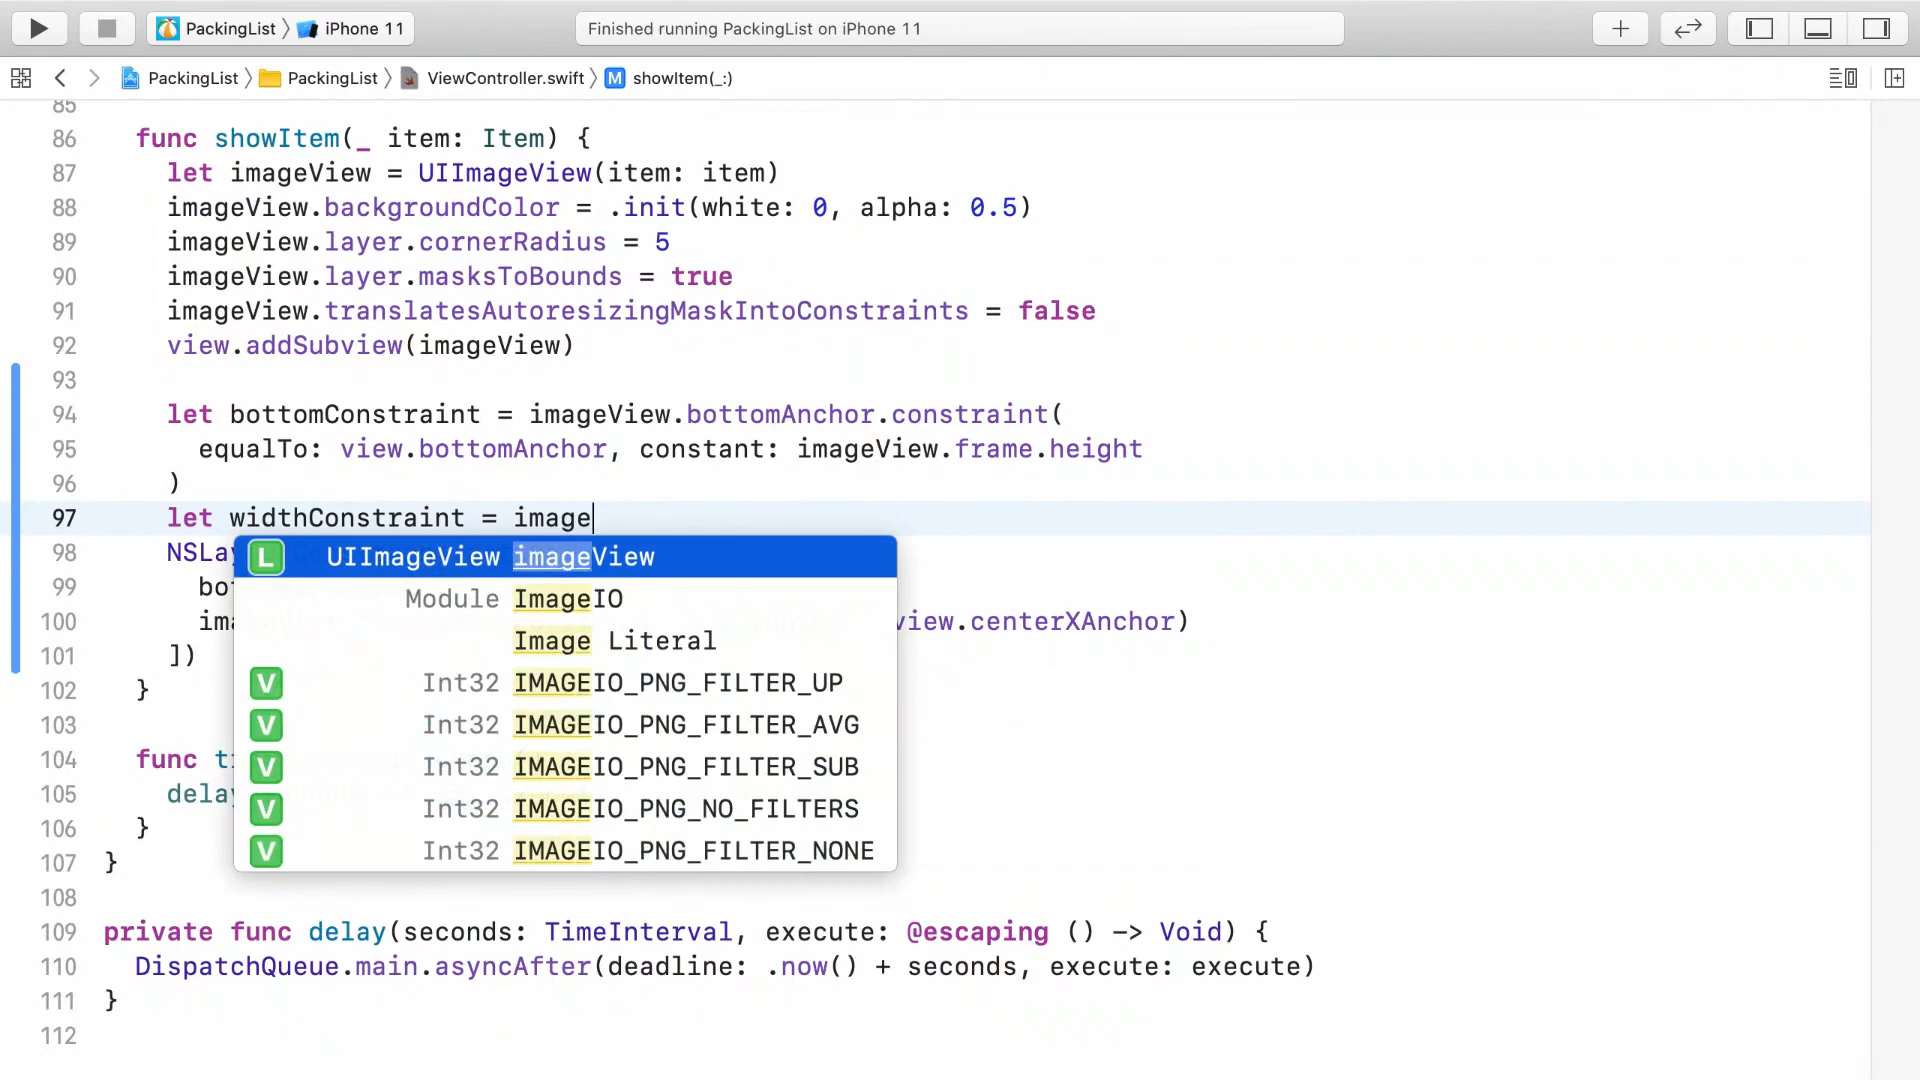 PackingList 〉 iPhone 11
Finished running PackingList on iPhone 11
PackingList 〉 PackingList 〉 ViewController.swift 〉 M showItem(_:)
85
86 func showItem(_ item: Item) {
87 let imageView = UIImageView(item: item)
88 imageView.backgroundColor = .init(white: 0, alpha: 0.5)
89 imageView.layer.cornerRadius = 5
90 imageView.layer.masksToBounds = true
91 imageView.translatesAutoresizingMaskIntoConstraints = false
92 view.addSubview(imageView)
93
94 let bottomConstraint = imageView.bottomAnchor.constraint(
95 equalTo: view.bottomAnchor, constant: imageView.frame.height
96 )
97 let widthConstraint = image
98 NSLay
L UIImageView imageView
99 bo
Module ImageIO
100 ima view.centerXAnchor)
Image Literal
101 ])
V Int32 IMAGEIO_PNG_FILTER_UP
102 }
103
V Int32 IMAGEIO_PNG_FILTER_AVG
104 func t
V Int32 IMAGEIO_PNG_FILTER_SUB
105 delay
V Int32 IMAGEIO_PNG_NO_FILTERS
106 }
V Int32 IMAGEIO_PNG_FILTER_NONE
107 }
108
109 private func delay(seconds: TimeInterval, execute: @escaping () -> Void) {
110 DispatchQueue.main.asyncAfter(deadline: .now() + seconds, execute: execute)
111 }
112